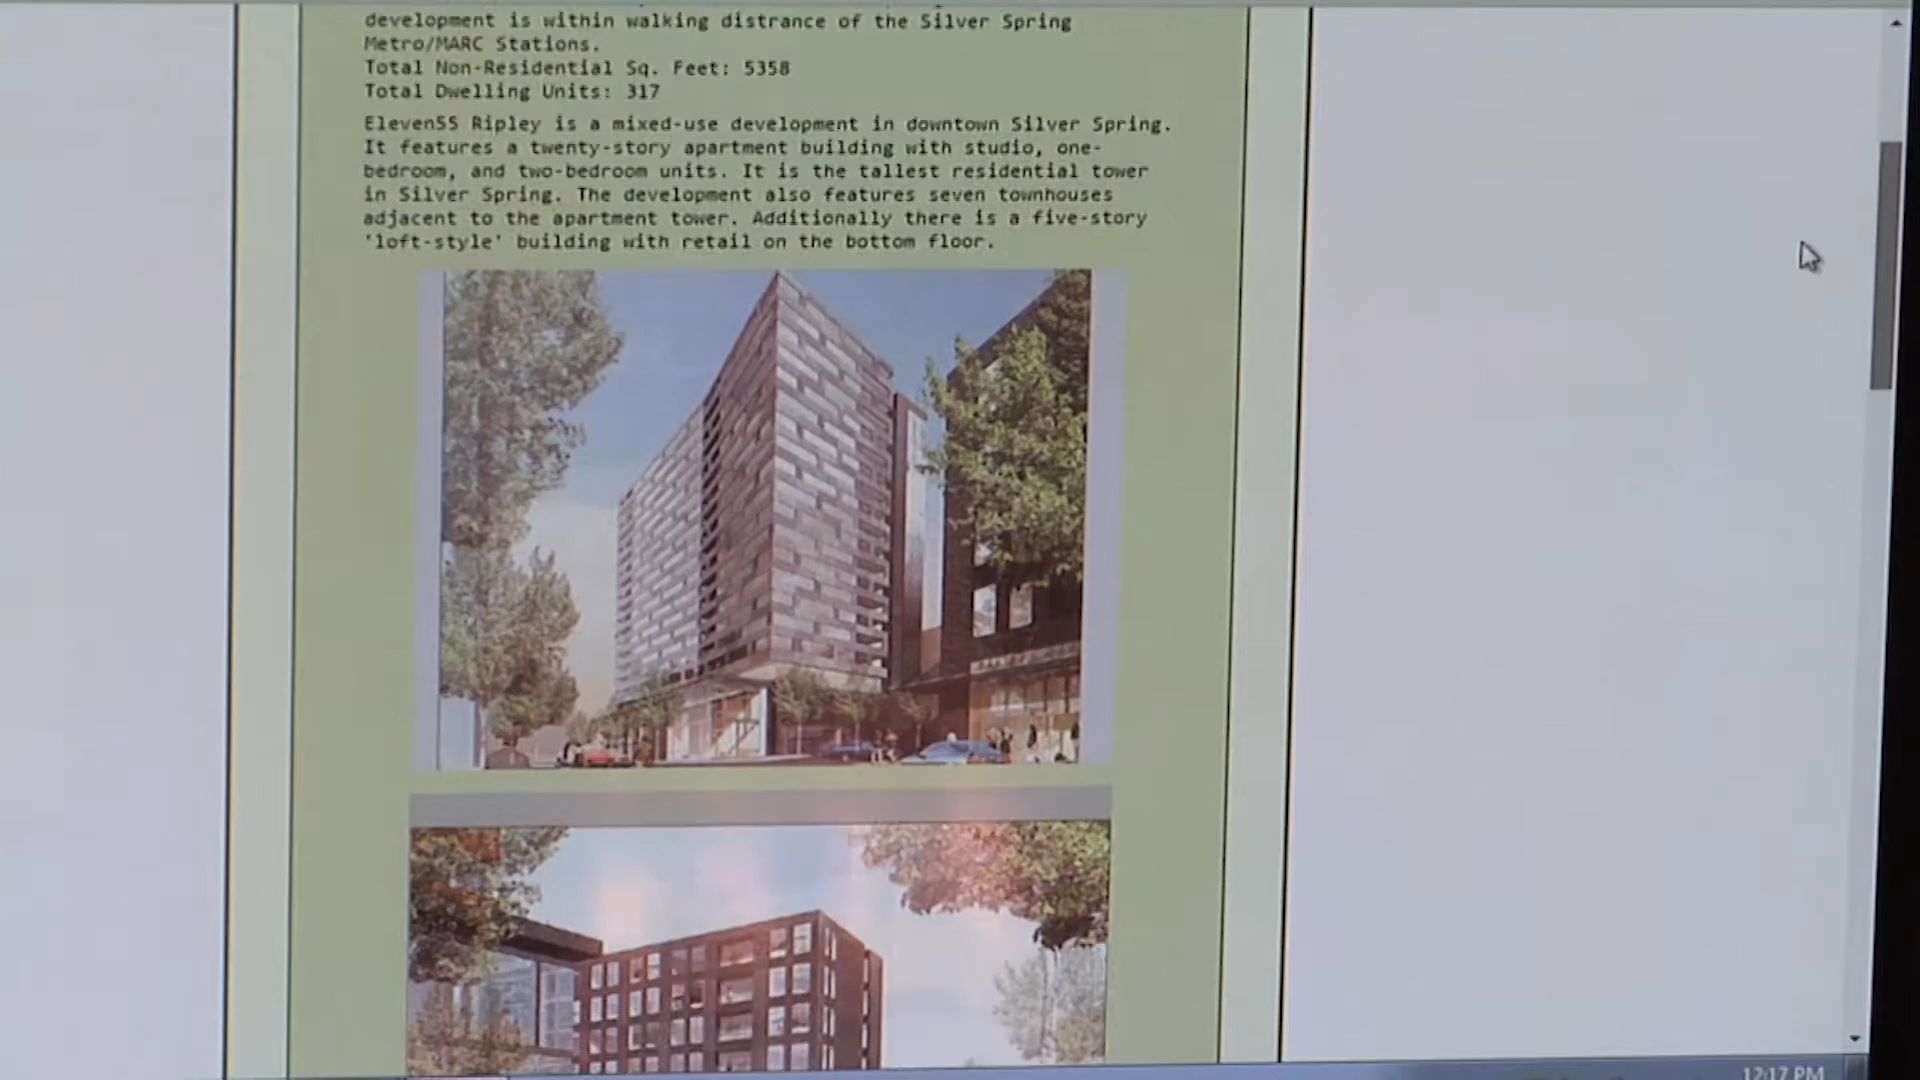 development is within walking distrance of the Silver Spring
Metro/MARC Stations.
Total Non-Residential Sq. Feet: 5358
Total Dwelling Units: 317
Eleven55 Ripley is a mixed-use development in downtown Silver Spring.
It features a twenty-story apartment building with studio, one-
bedroom, and two-bedroom units. It is the tallest residential tower
in Silver Spring. The development also features seven townhouses
adjacent to the apartment tower. Additionally there is a five-story
'loft-style' building with retail on the bottom floor.
12:17 PM